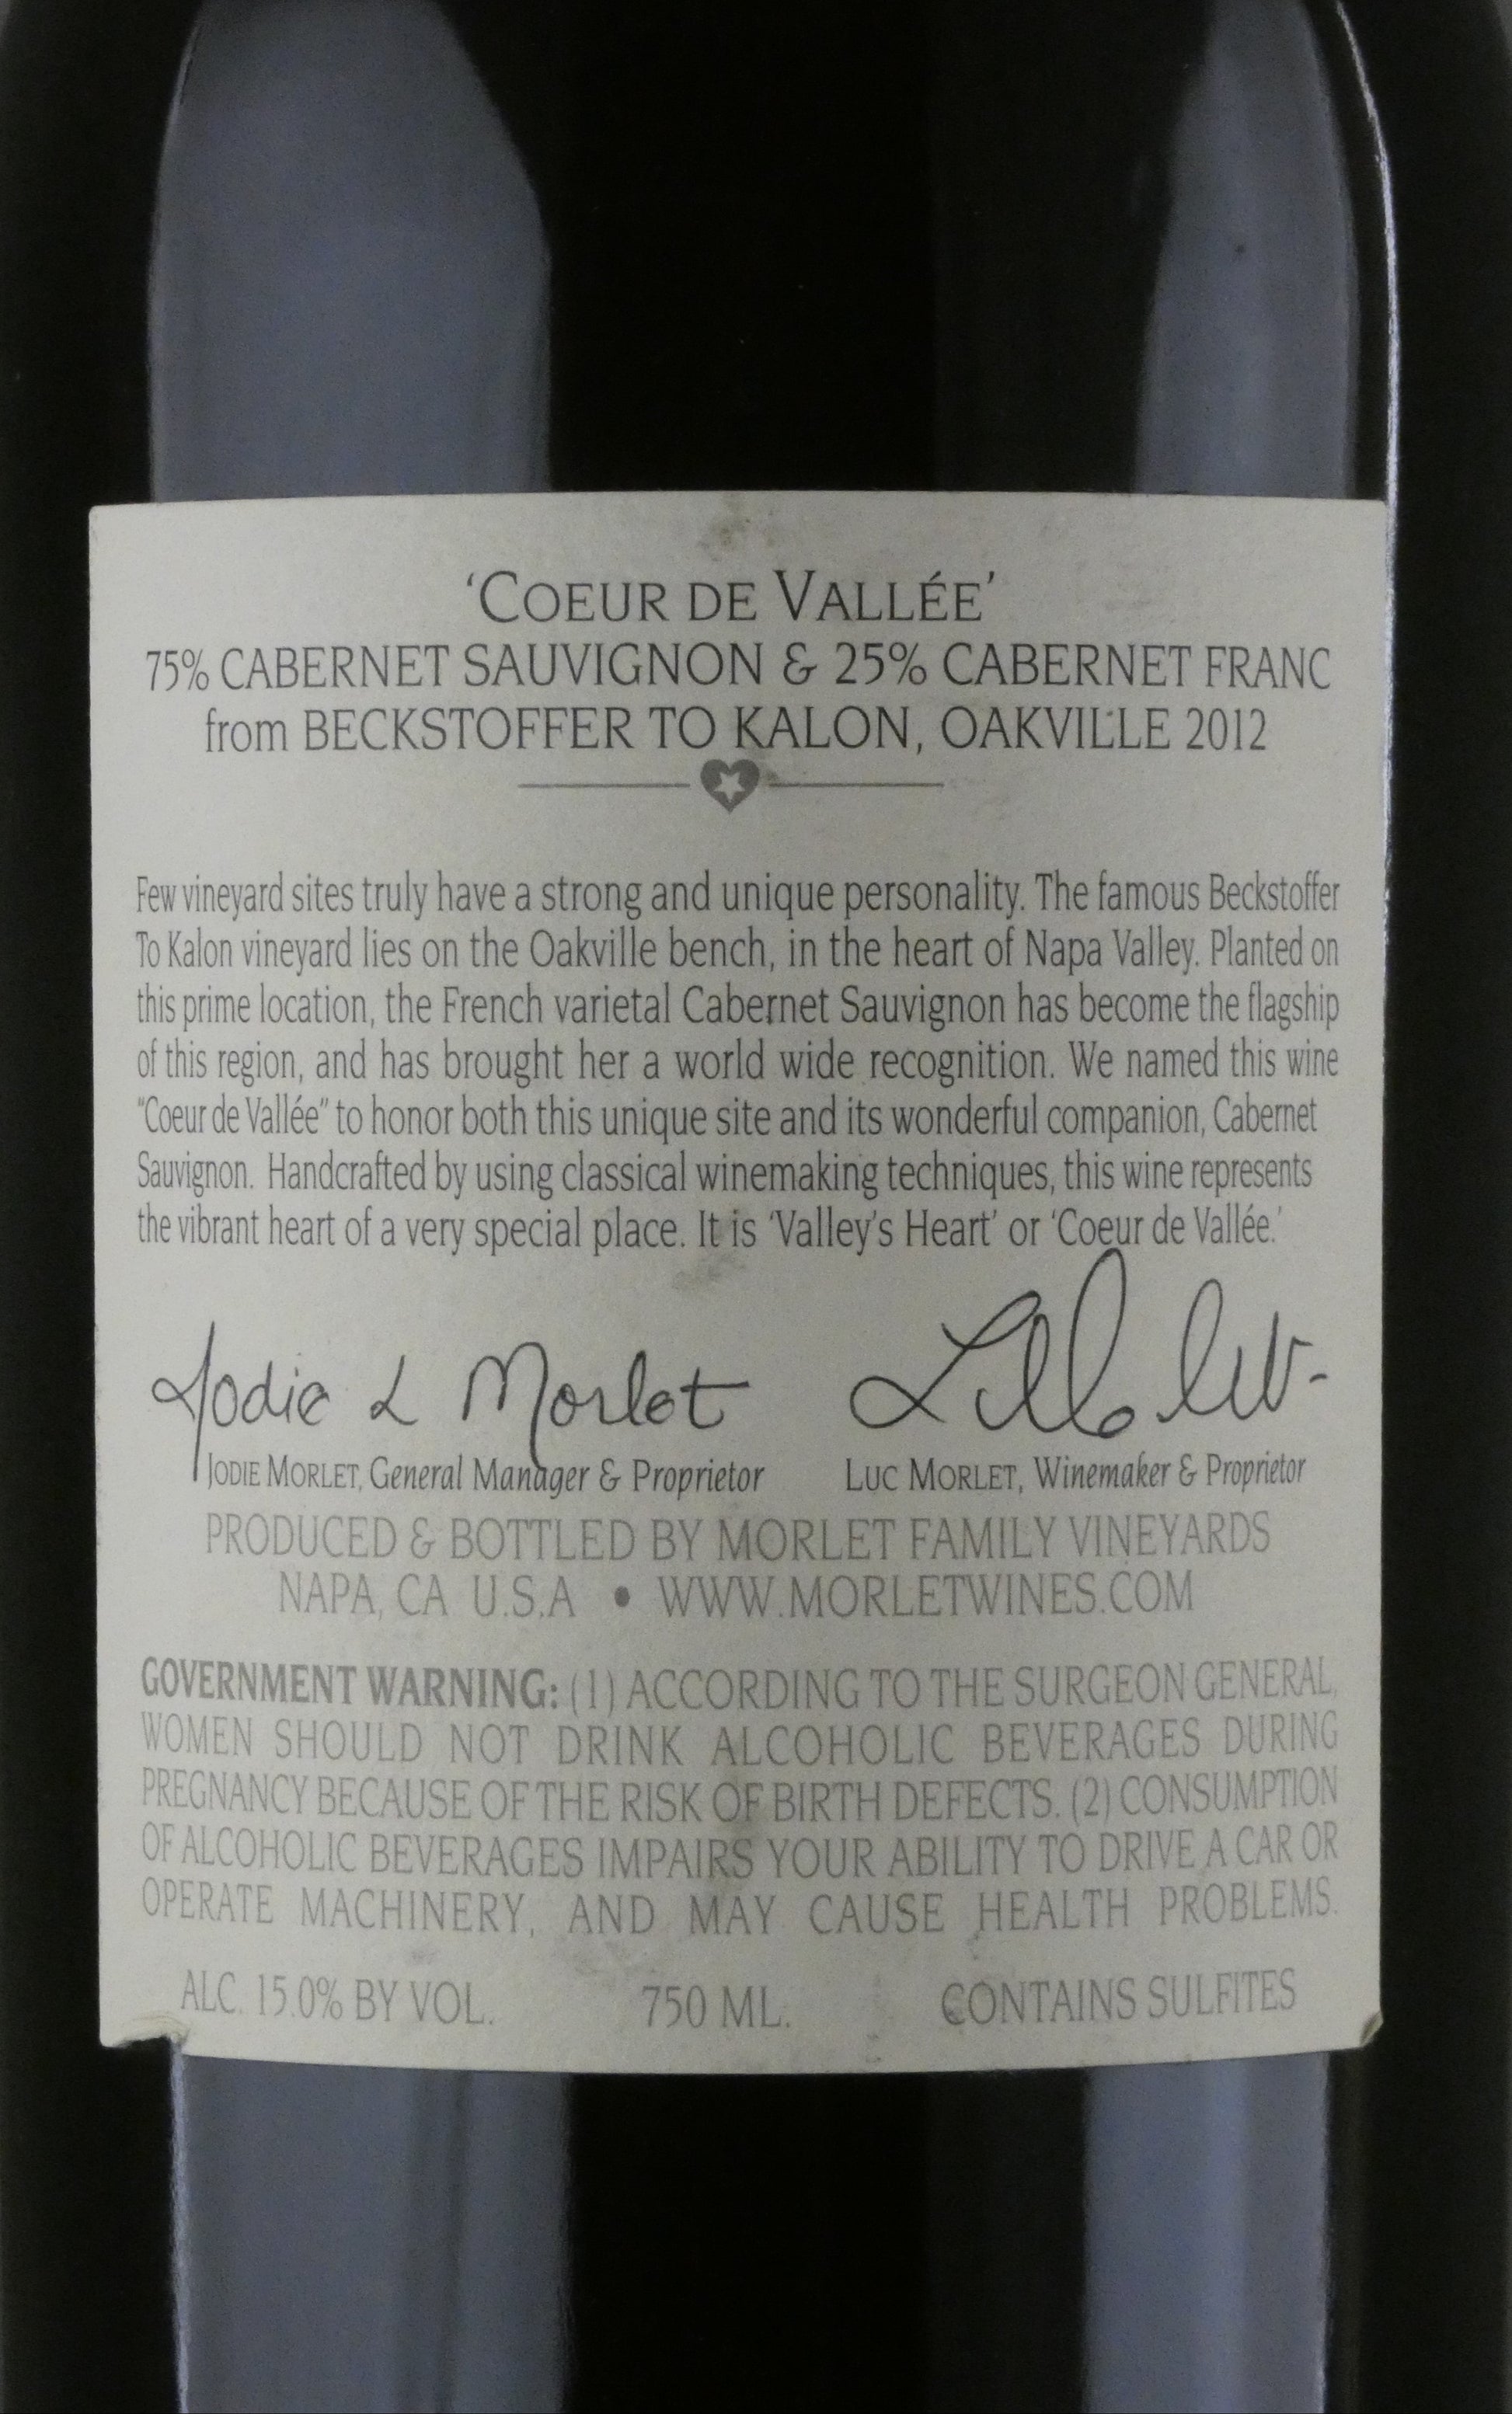 ‘COEUR DE VALLÉE’
75% CABERNET SAUVIGNON & 25% CABERNET FRANC
from BECKSTOFFER TO KALON, OAKVILLE 2012
Few vineyard sites truly have a strong and unique personality. The famous Beckstoffer
To Kalon vineyard lies on the Oakville bench, in the heart of Napa Valley. Planted on
this prime location, the French varietal Cabernet Sauvignon has become the flagship
of this region, and has brought her a world wide recognition. We named this wine
“Coeur de Vallée” to honor both this unique site and its wonderful companion, Cabernet
Sauvignon. Handcrafted by using classical winemaking techniques, this wine represents
the vibrant heart of a very special place. It is ‘Valley’s Heart’ or ‘Coeur de Vallée.’
Jodie L Morlet
JODIE MORLET, General Manager & Proprietor LUC MORLET, Winemaker & Proprietor
PRODUCED & BOTTLED BY MORLET FAMILY VINEYARDS
NAPA, CA U.S.A • WWW.MORLETWINES.COM
GOVERNMENT WARNING: (1) ACCORDING TO THE SURGEON GENERAL,
WOMEN SHOULD NOT DRINK ALCOHOLIC BEVERAGES DURING
PREGNANCY BECAUSE OF THE RISK OF BIRTH DEFECTS. (2) CONSUMPTION
OF ALCOHOLIC BEVERAGES IMPAIRS YOUR ABILITY TO DRIVE A CAR OR
OPERATE MACHINERY, AND MAY CAUSE HEALTH PROBLEMS.
ALC. 15.0% BY VOL. 750 ML. CONTAINS SULFITES